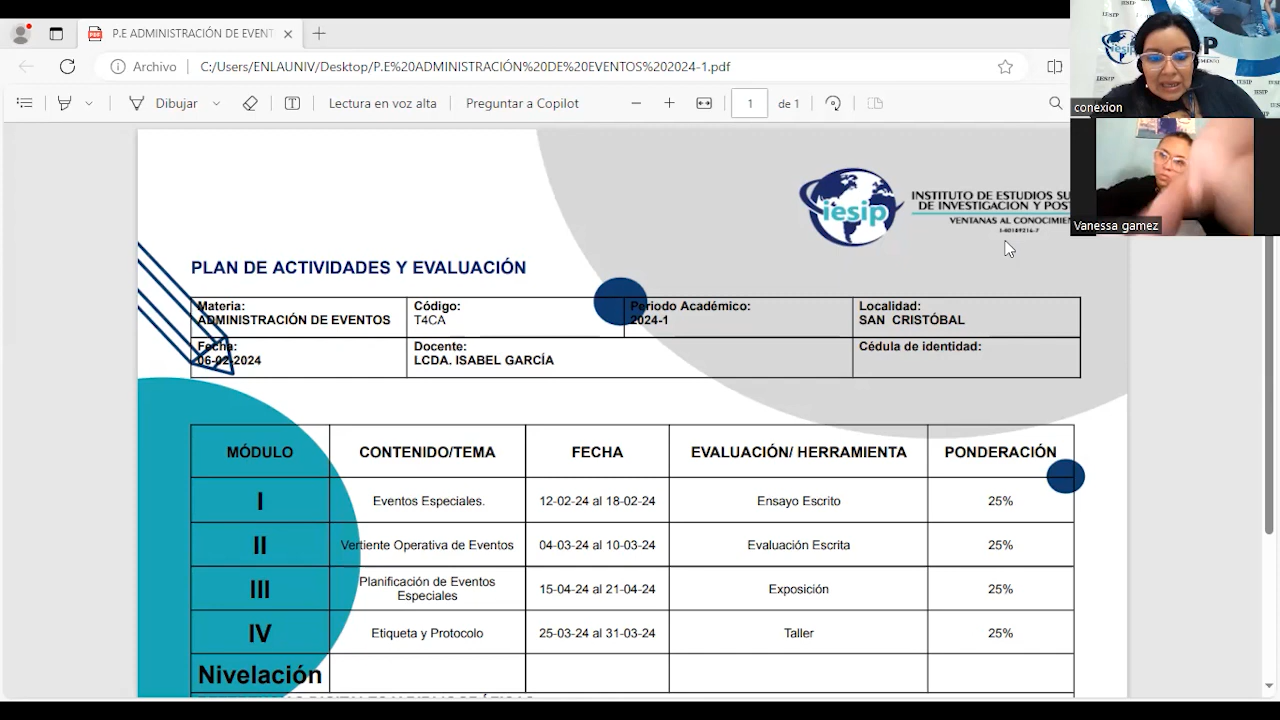 P.E ADMINISTRACIÓN DE EVENT
Archivo
C:/Users/ENLAUNIV/Desktop/P.E%20ADMINISTRACION%20DE%20EVENTOS%202024-1.pdf
Dibujar
Lectura en voz alta
Preguntar a Copilot
1
de 1
conexion
Vanessa gamez
iesip
INSTITUTO DE ESTUDIOS SU
DE INVESTIGACION Y POST
VENTANAS AL CONOCIMIEN
PLAN DE ACTIVIDADES Y EVALUACIÓN
Materia:
ADMINISTRACIÓN DE EVENTOS
Código:
T4CA
Periodo Académico:
2024-1
Localidad:
SAN CRISTÓBAL
Fecha:
06-02-2024
Docente:
LCDA. ISABEL GARCÍA
Cédula de identidad:
MÓDULO CONTENIDO/TEMA FECHA EVALUACIÓN/ HERRAMIENTA PONDERACIÓN
I Eventos Especiales. 12-02-24 al 18-02-24 Ensayo Escrito 25%
II Vertiente Operativa de Eventos 04-03-24 al 10-03-24 Evaluación Escrita 25%
III Planificación de Eventos Especiales 15-04-24 al 21-04-24 Exposición 25%
IV Etiqueta y Protocolo 25-03-24 al 31-03-24 Taller 25%
Nivelación